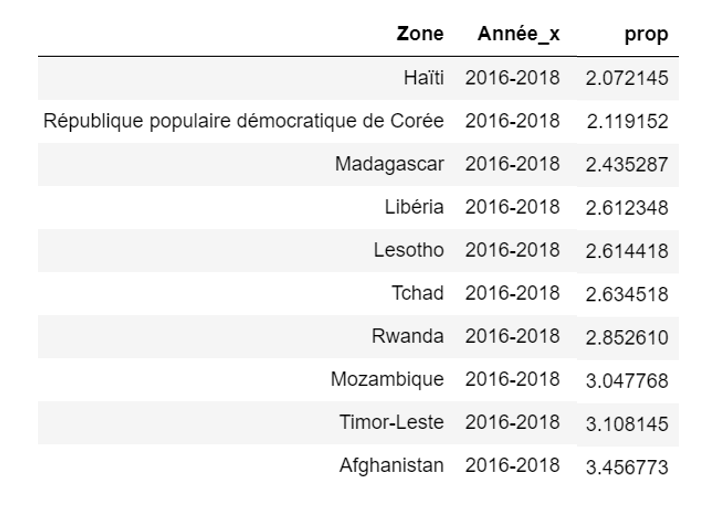 Zone Année_x prop
Haïti 2016-2018 2.072145
République populaire démocratique de Corée 2016-2018 2.119152
Madagascar 2016-2018 2.435287
Libéria 2016-2018 2.612348
Lesotho 2016-2018 2.614418
Tchad 2016-2018 2.634518
Rwanda 2016-2018 2.852610
Mozambique 2016-2018 3.047768
Timor-Leste 2016-2018 3.108145
Afghanistan 2016-2018 3.456773